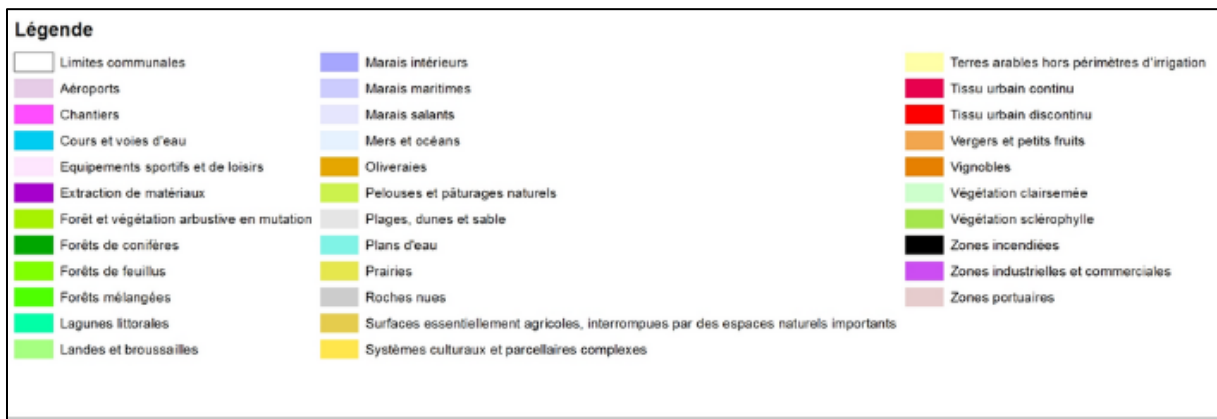 Légende
Limites communales
Aéroports
Chantiers
Cours et voies d'eau
Equipements sportifs et de loisirs
Extraction de matériaux
Forêt et végétation arbustive en mutation
Forêts de conifères
Forêts de feuillus
Forêts mélangées
Lagunes littorales
Landes et broussailles
Marais intérieurs
Marais maritimes
Marais salants
Mers et océans
Oliveraies
Pelouses et pâturages naturels
Plages, dunes et sable
Plans d'eau
Prairies
Roches nues
Surfaces essentiellement agricoles, interrompues par des espaces naturels importants
Systèmes culturaux et parcellaires complexes
Terres arables hors périmètres d'irrigation
Tissu urbain continu
Tissu urbain discontinu
Vergers et petits fruits
Vignobles
Végétation clairsemée
Végétation sclérophylle
Zones incendiées
Zones industrielles et commerciales
Zones portuaires